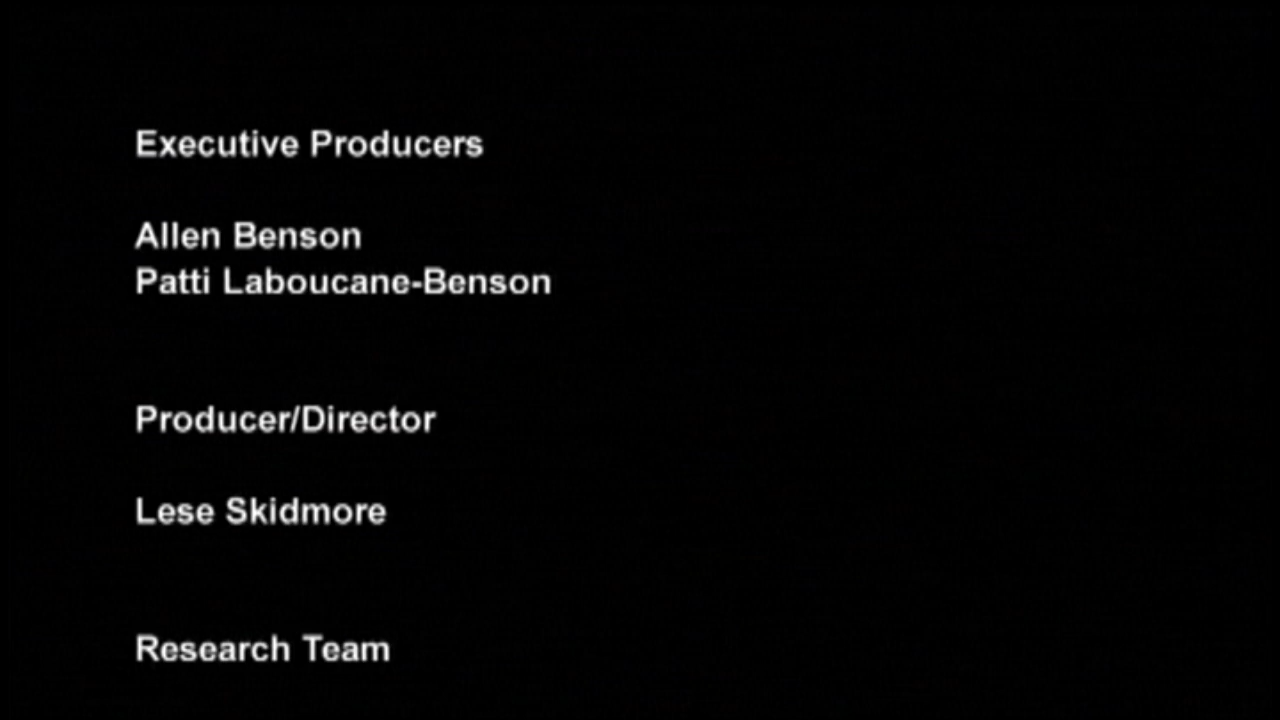 Executive Producers
Allen Benson
Patti Laboucane-Benson
Producer/Director
Lese Skidmore
Research Team